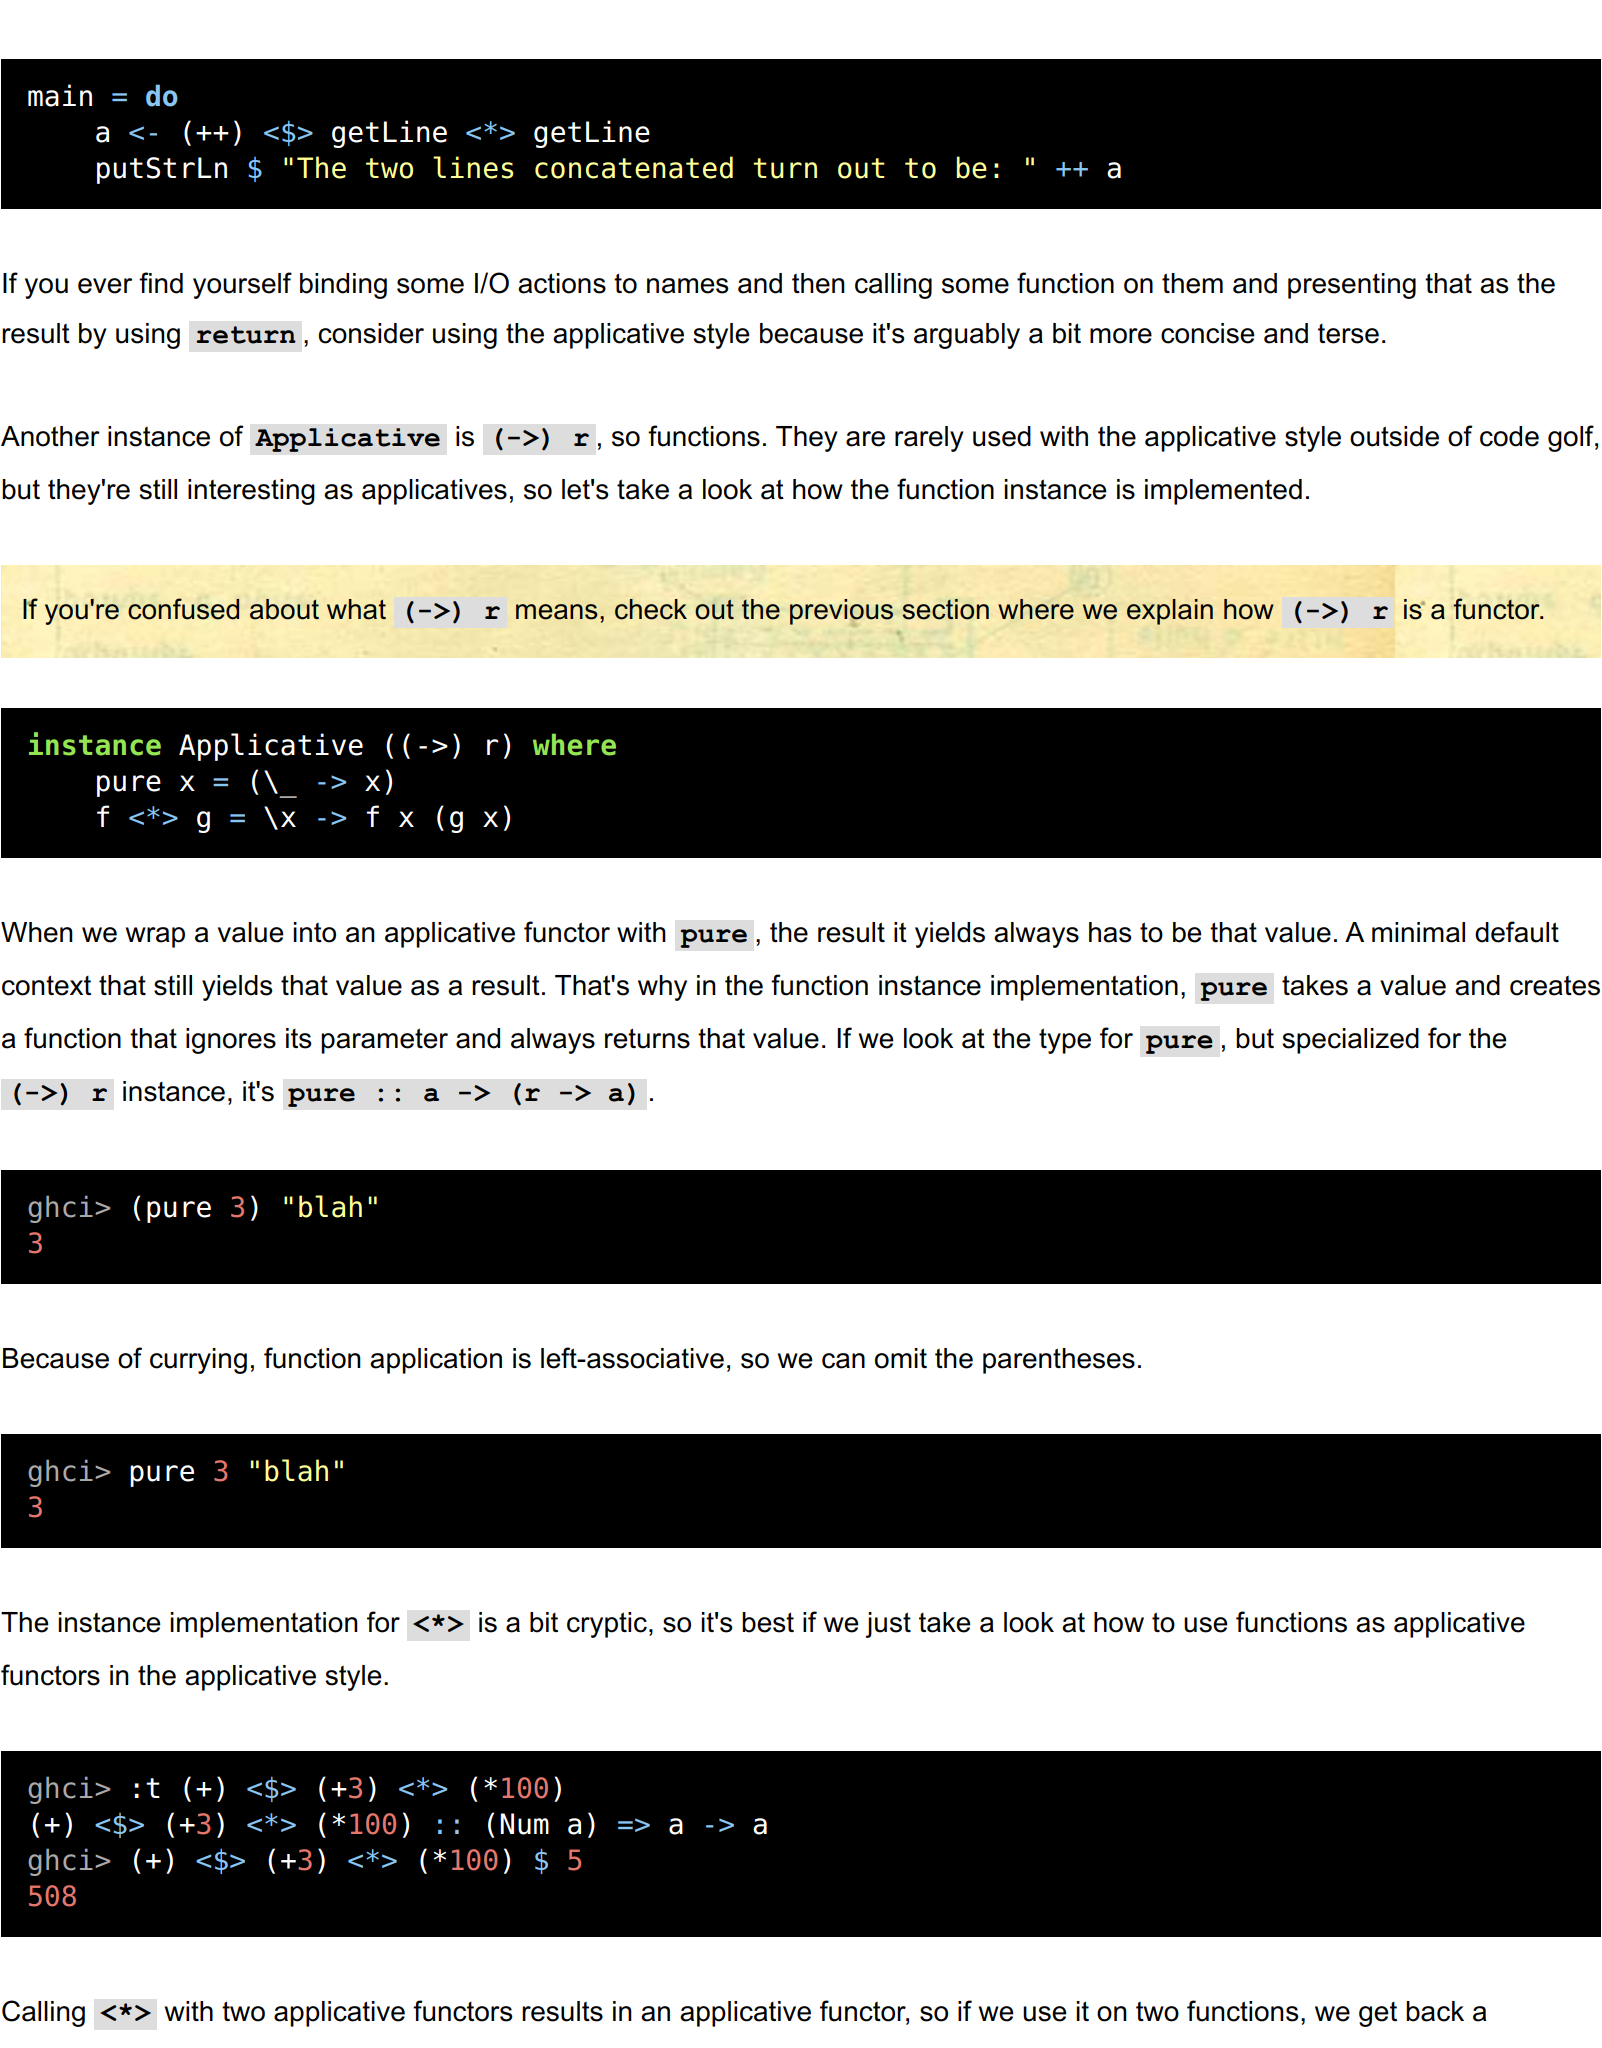 main = do
    a <- (++) <$> getLine <*> getLine
    putStrLn $ "The two lines concatenated turn out to be: " ++ a
If you ever find yourself binding some I/O actions to names and then calling some function on them and presenting that as the
result by using return, consider using the applicative style because it's arguably a bit more concise and terse.
Another instance of Applicative is (->) r, so functions. They are rarely used with the applicative style outside of code golf,
but they're still interesting as applicatives, so let's take a look at how the function instance is implemented.
If you're confused about what (->) r means, check out the previous section where we explain how (->) r is a functor.
instance Applicative ((->) r) where
    pure x = (\_ -> x)
    f <*> g = \x -> f x (g x)
When we wrap a value into an applicative functor with pure, the result it yields always has to be that value. A minimal default
context that still yields that value as a result. That's why in the function instance implementation, pure takes a value and creates
a function that ignores its parameter and always returns that value. If we look at the type for pure, but specialized for the
(->) r instance, it's pure :: a -> (r -> a).
ghci> (pure 3) "blah"
3
Because of currying, function application is left-associative, so we can omit the parentheses.
ghci> pure 3 "blah"
3
The instance implementation for <*> is a bit cryptic, so it's best if we just take a look at how to use functions as applicative
functors in the applicative style.
ghci> :t (+) <$> (+3) <*> (*100)
(+) <$> (+3) <*> (*100) :: (Num a) => a -> a
ghci> (+) <$> (+3) <*> (*100) $ 5
508
Calling <*> with two applicative functors results in an applicative functor, so if we use it on two functions, we get back a